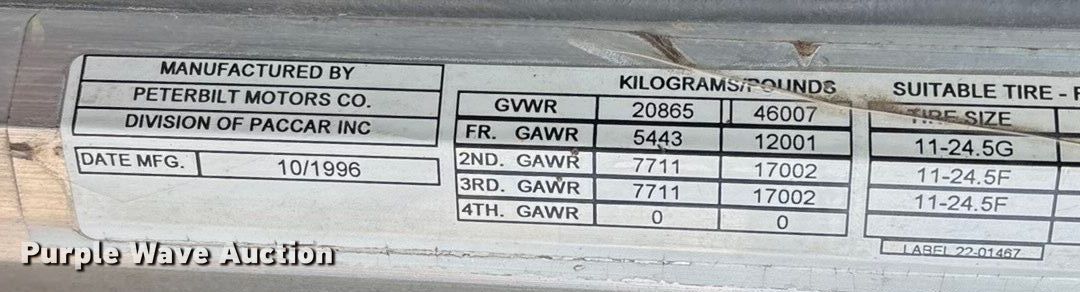 MANUFACTURED BY
PETERBILT MOTORS CO.
DIVISION OF PACCAR INC
DATE MFG. 10/1996
KILOGRAMS/POUNDS
GVWR 20865 46007
FR. GAWR 5443 12001
2ND. GAWR 7711 17002
3RD. GAWR 7711 17002
4TH. GAWR 0 0
SUITABLE TIRE -
TIRE SIZE
11-24.5G
11-24.5F
11-24.5F
LABEL 22-01467
Purple Wave Auction